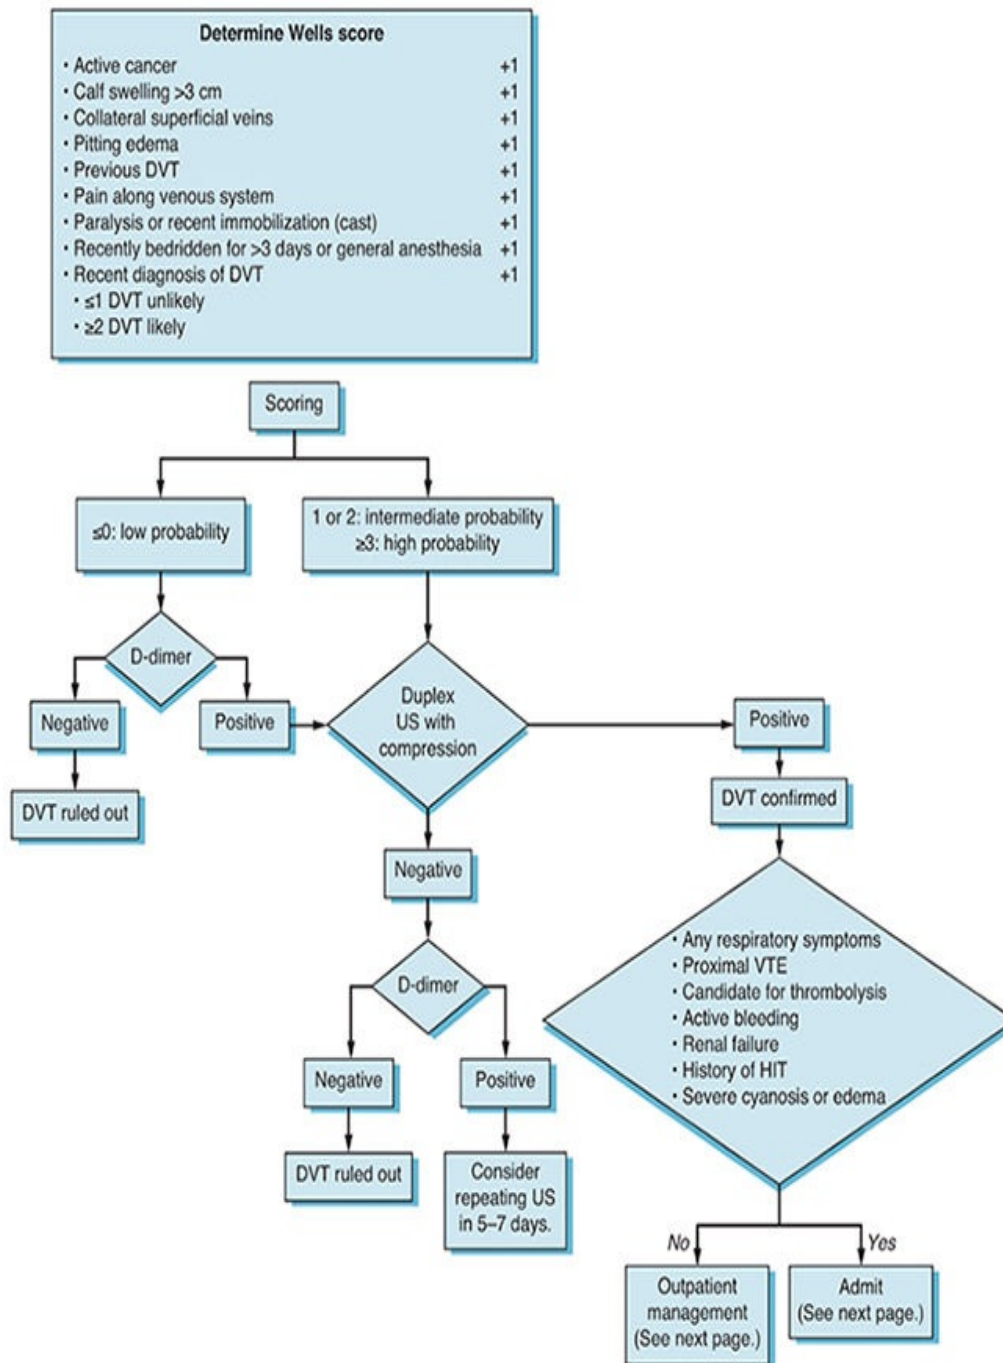 Determine Wells score
• Active cancer +1
• Calf swelling >3 cm +1
• Collateral superficial veins +1
• Pitting edema +1
• Previous DVT +1
• Pain along venous system +1
• Paralysis or recent immobilization (cast) +1
• Recently bedridden for >3 days or general anesthesia +1
• Recent diagnosis of DVT +1
• ≤1 DVT unlikely
• ≥2 DVT likely
Scoring
≤0: low probability
1 or 2: intermediate probability
≥3: high probability
D-dimer
Negative
Positive
DVT ruled out
Duplex
US with
compression
Positive
DVT confirmed
Negative
D-dimer
Negative
Positive
DVT ruled out
Consider
repeating US
in 5–7 days.
• Any respiratory symptoms
• Proximal VTE
• Candidate for thrombolysis
• Active bleeding
• Renal failure
• History of HIT
• Severe cyanosis or edema
No
Yes
Outpatient
management
(See next page.)
Admit
(See next page.)